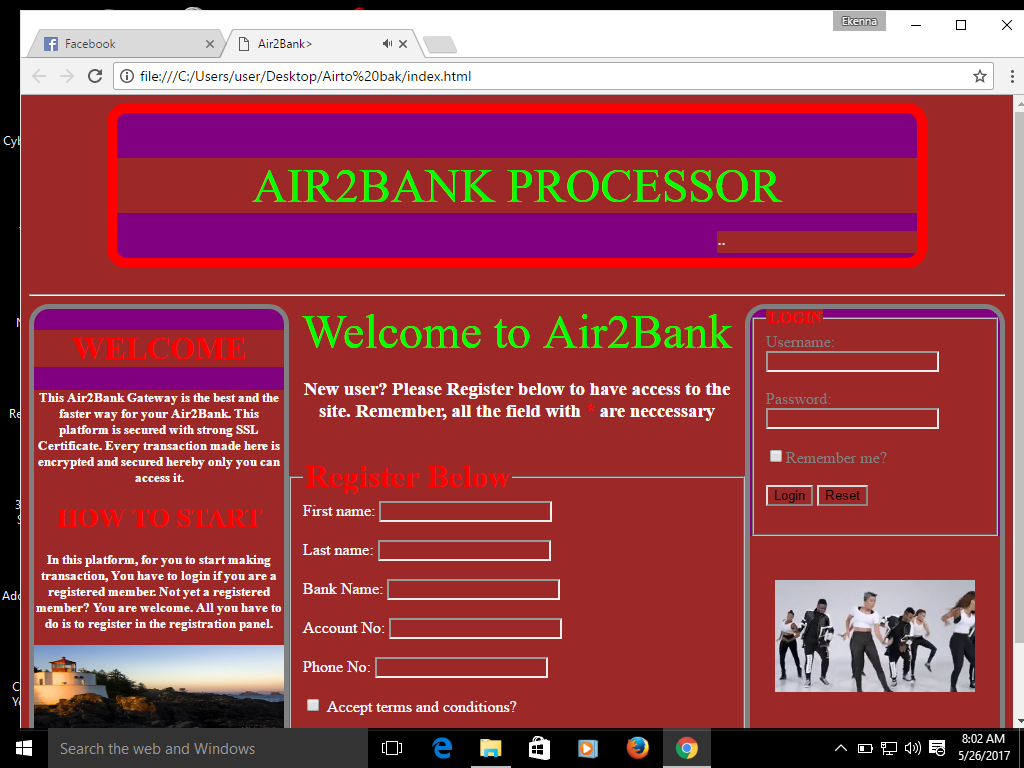 Ekenna
Facebook
Air2Bank>
file:///C:/Users/user/Desktop/Airto%20bak/index.html
AIR2BANK PROCESSOR
..
WELCOME
This Air2Bank Gateway is the best and the
faster way for your Air2Bank. This
platform is secured with strong SSL
Certificate. Every transaction made here is
encrypted and secured hereby only you can
access it.
HOW TO START
In this platform, for you to start making
transaction, You have to login if you are a
registered member. Not yet a registered
member? You are welcome. All you have to
do is to register in the registration panel.
Welcome to Air2Bank
New user? Please Register below to have access to the
site. Remember, all the field with * are neccessary
Register Below
First name:
Last name:
Bank Name:
Account No:
Phone No:
Accept terms and conditions?
LOGIN
Username:
Password:
Remember me?
Login Reset
Search the web and Windows
8:02 AM
5/26/2017